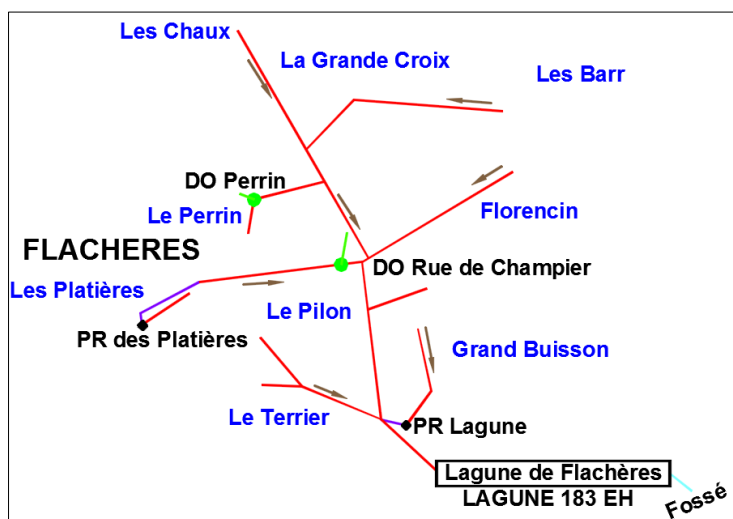 Les Chaux
La Grande Croix
Les Barr
DO Perrin
Le Perrin
Florencin
FLACHERES
DO Rue de Champier
Les Platières
Le Pilon
PR des Platières
Grand Buisson
Le Terrier
PR Lagune
Lagune de Flachères
LAGUNE 183 EH
Fossé